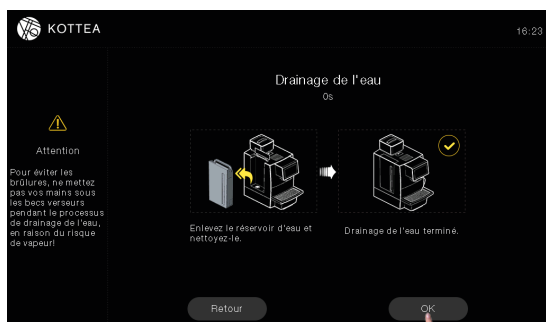 KOTTEA
16:23
Drainage de l'eau
0s
Attention
Pour éviter les
brûlures, ne mettez
pas vos mains sous
les becs verseurs
pendant le processus
de drainage de l'eau,
en raison du risque
de vapeur!
Enlevez le réservoir d'eau et
nettoyez-le.
Drainage de l'eau terminé.
Retour
OK